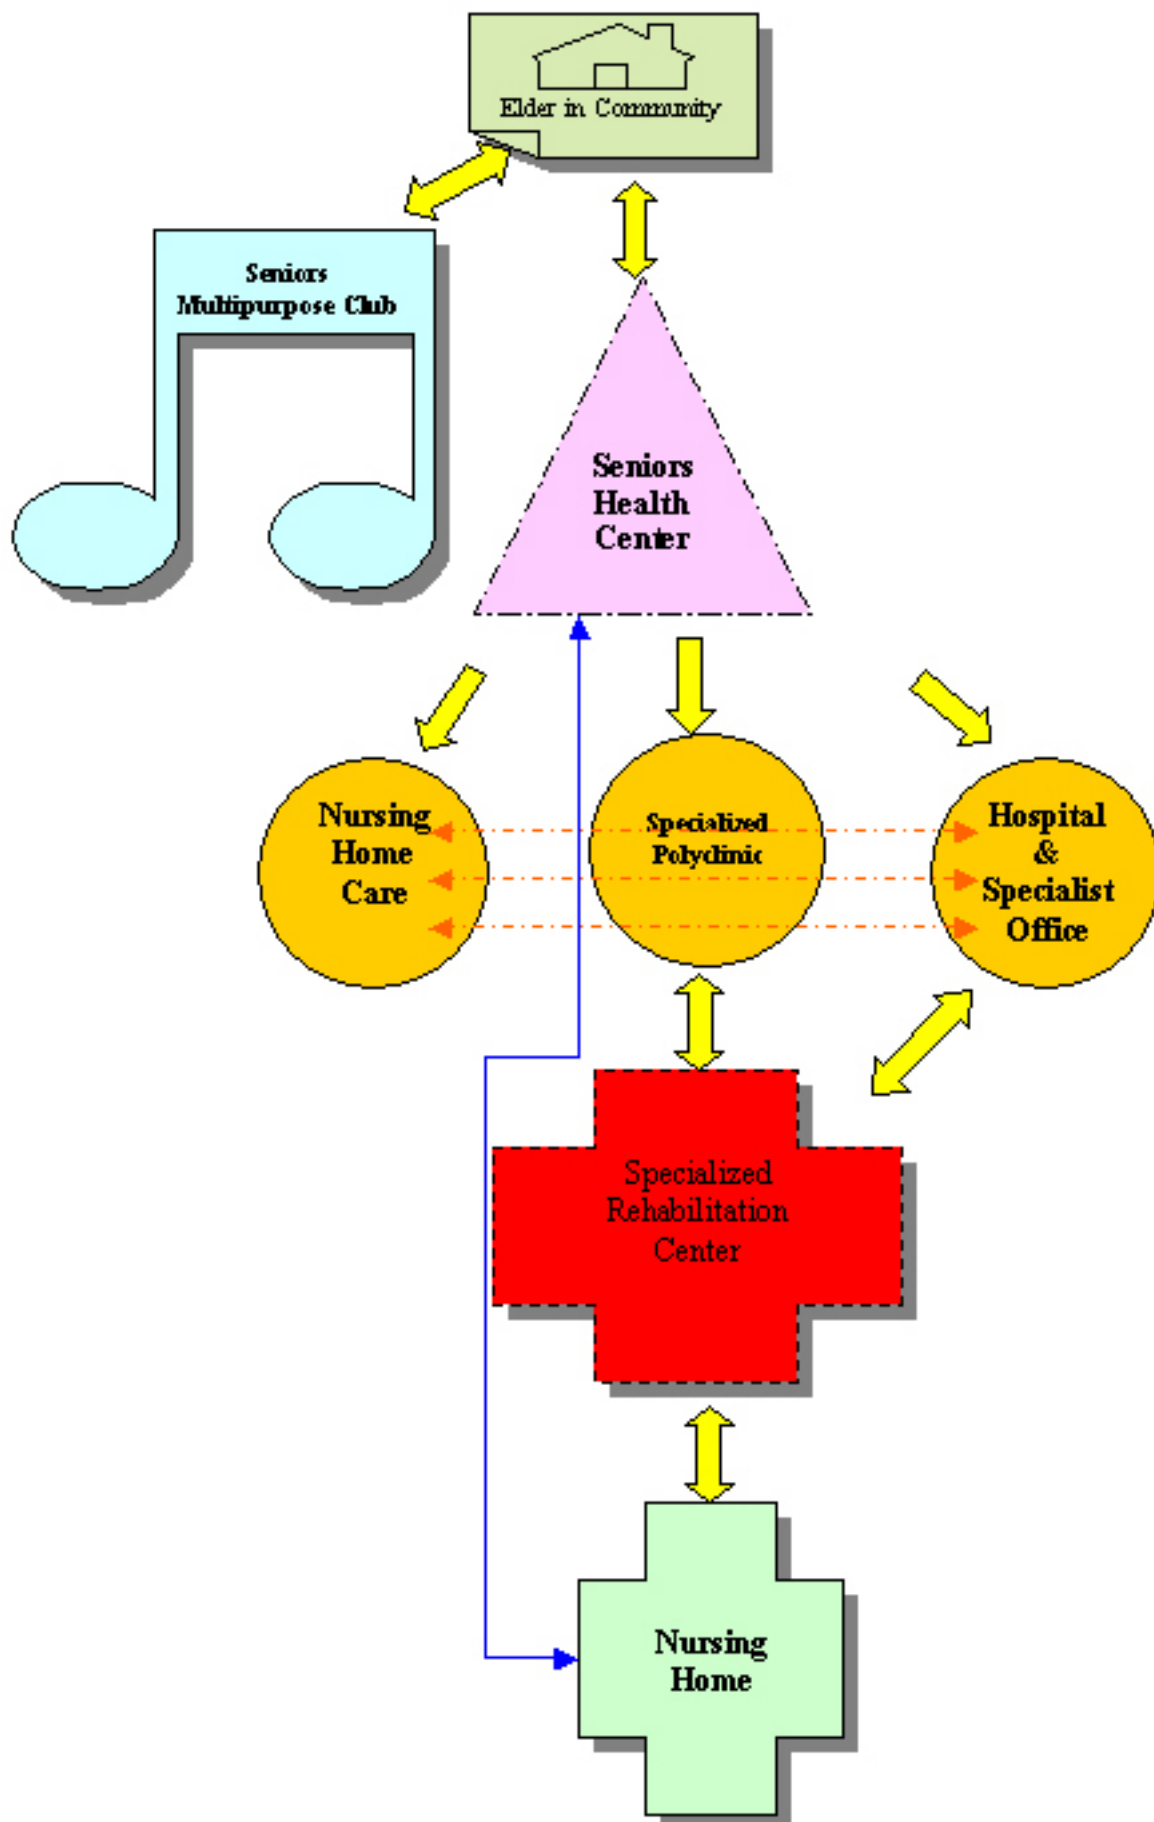 Elder in Community
Seniors
Multipurpose Club
Seniors
Health
Center
Nursing
Home
Care
Specialized
Polyclinic
Hospital
&
Specialist
Office
Specialized
Rehabilitation
Center
Nursing
Home